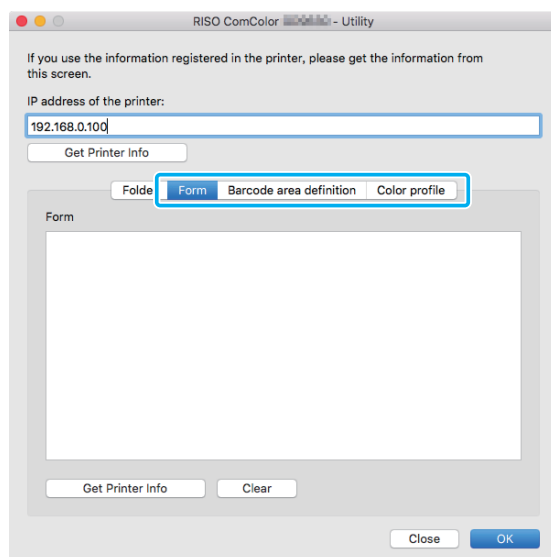 RISO ComColor - Utility
If you use the information registered in the printer, please get the information from
this screen.
IP address of the printer:
192.168.0.100
Get Printer Info
Folde Form Barcode area definition Color profile
Form
Get Printer Info Clear
Close OK